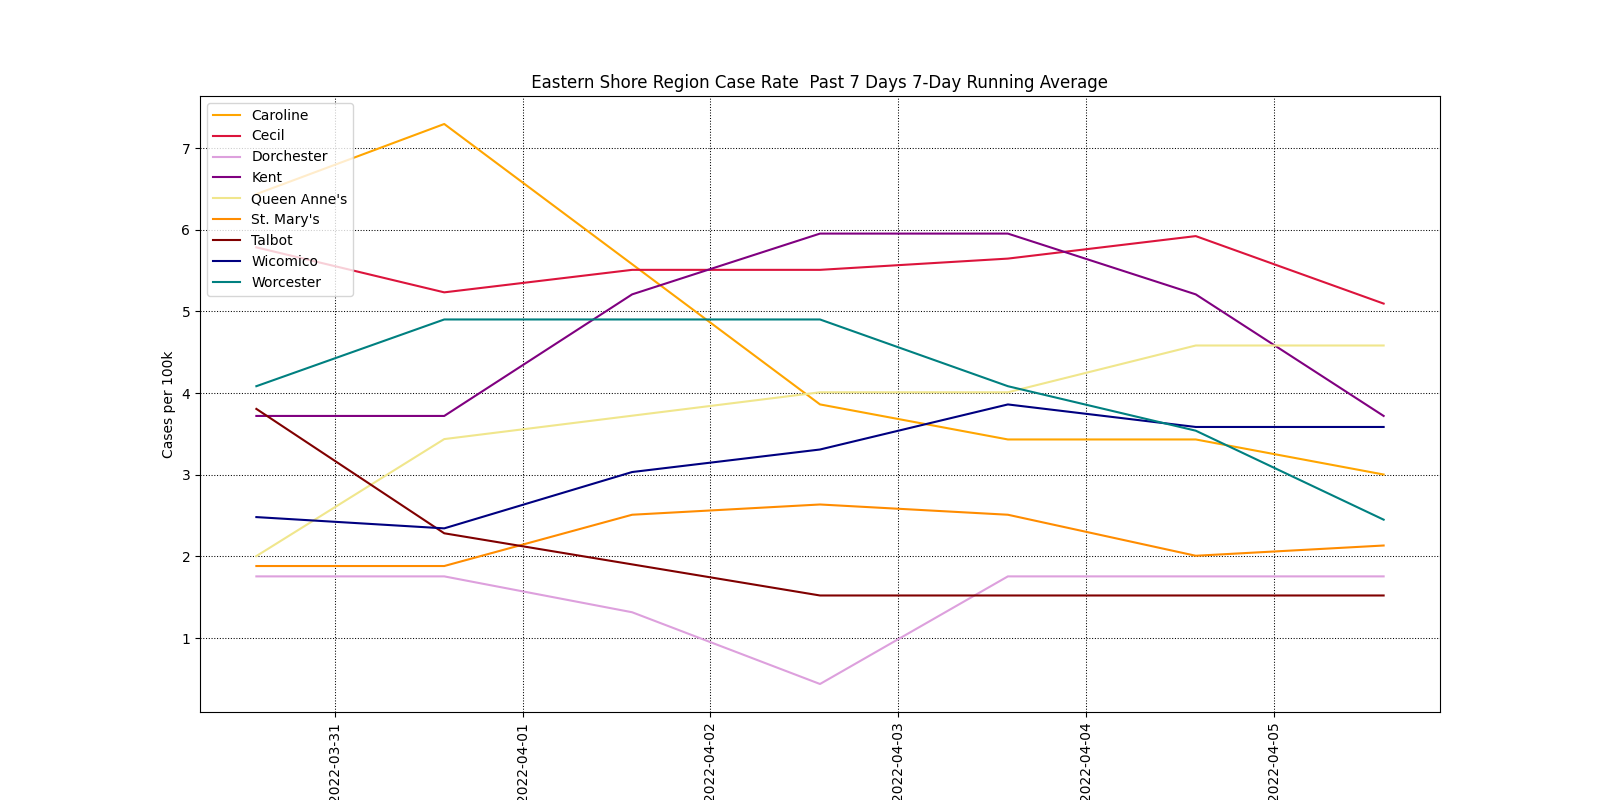 Eastern Shore Region Case Rate  Past 7 Days 7-Day Running Average
Caroline
Cecil
Dorchester
Kent
Queen Anne's
St. Mary's
Talbot
Wicomico
Worcester
Cases per 100k
7
6
5
4
3
2
1
2022-03-31
2022-04-01
2022-04-02
2022-04-03
2022-04-04
2022-04-05